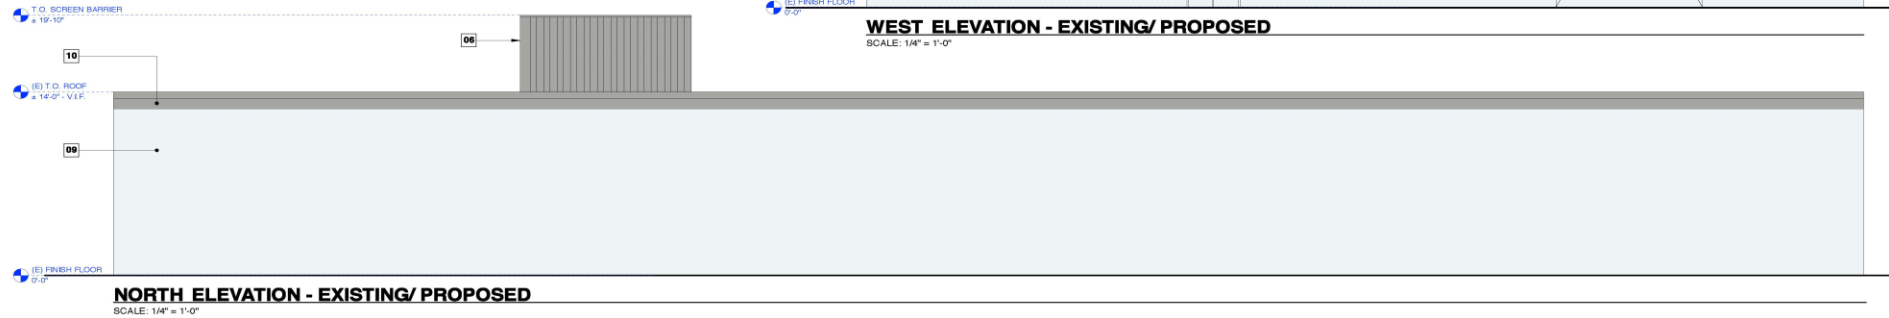 T.O. SCREEN BARRIER
± 19'-10"
(E) FINISH FLOOR
0'-0"
WEST ELEVATION - EXISTING/ PROPOSED
SCALE: 1/4" = 1'-0"
06
10
(E) T.O. ROOF
± 14'-0" - V.I.F.
09
(E) FINISH FLOOR
0'-0"
NORTH ELEVATION - EXISTING/ PROPOSED
SCALE: 1/4" = 1'-0"